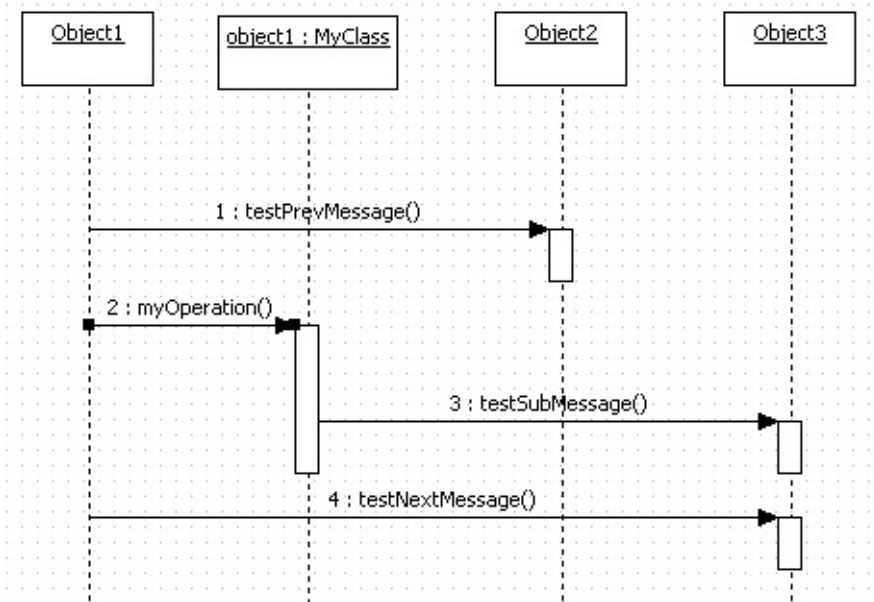 Object1
object1 : MyClass
Object2
Object3
1 : testPrevMessage()
2 : myOperation()
3 : testSubMessage()
4 : testNextMessage()